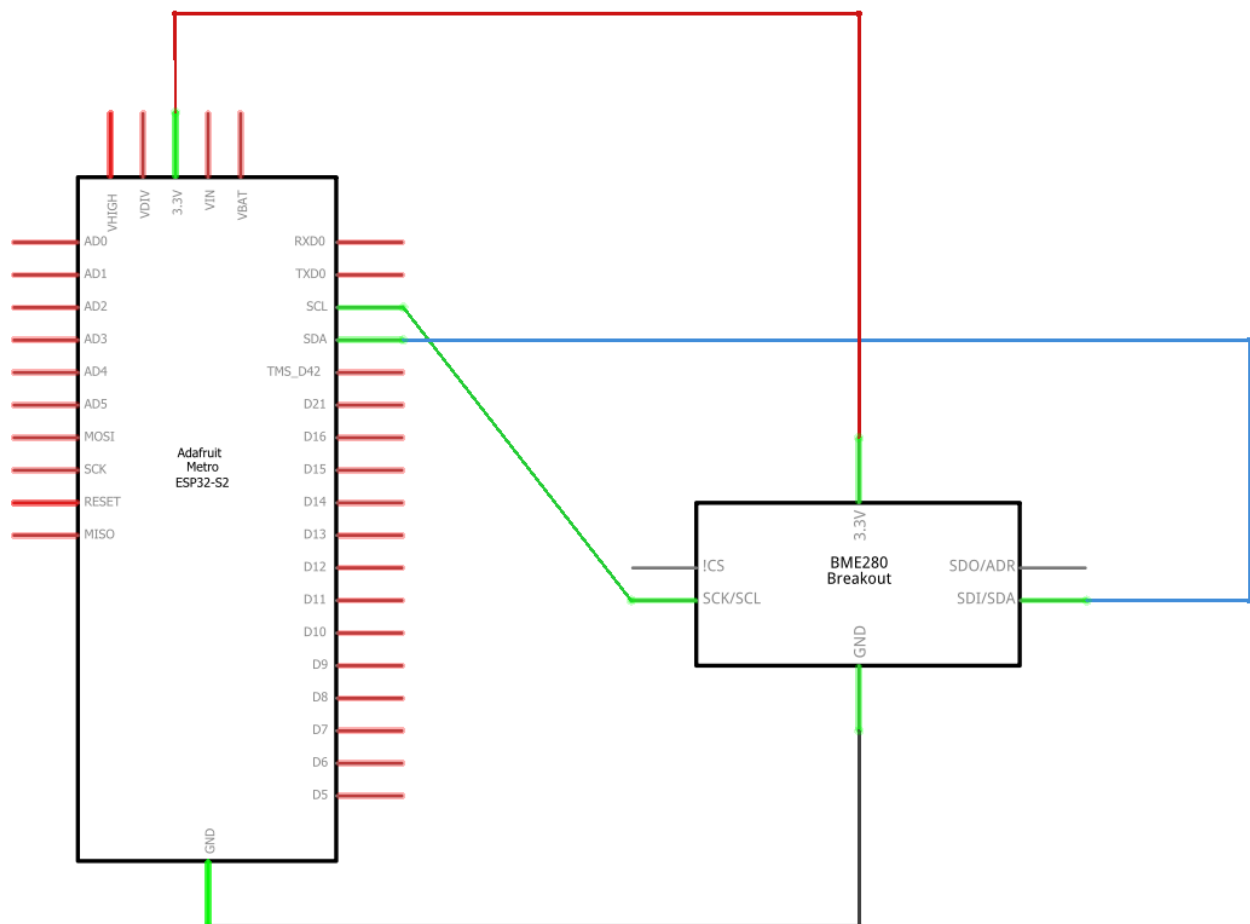 VHIGH
VDIV
3.3V
VIN
VBAT
AD0
AD1
AD2
AD3
AD4
AD5
MOSI
SCK
RESET
MISO
Adafruit
Metro
ESP32-S2
RXD0
TXD0
SCL
SDA
TMS_D42
D21
D16
D15
D14
D13
D12
D11
D10
D9
D8
D7
D6
D5
GND
3.3V
!CS
SCK/SCL
BME280
Breakout
SDO/ADR
SDI/SDA
GND